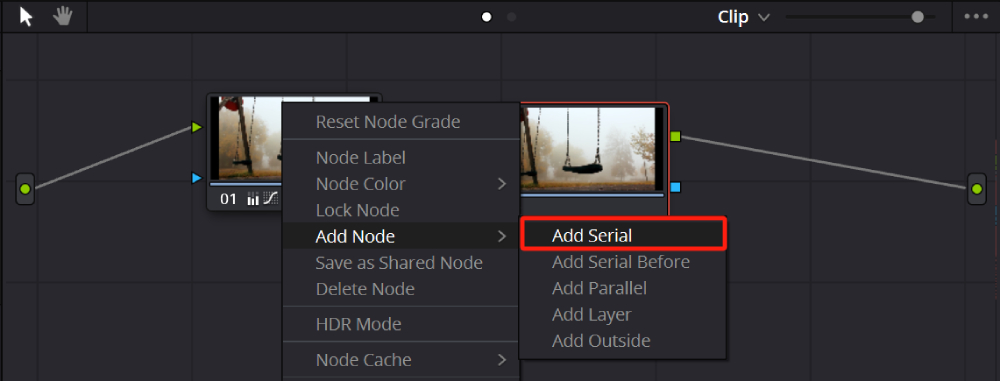 Clip
Reset Node Grade
Node Label
Node Color
Lock Node
Add Node
Save as Shared Node
Delete Node
HDR Mode
Node Cache
01
Add Serial
Add Serial Before
Add Parallel
Add Layer
Add Outside